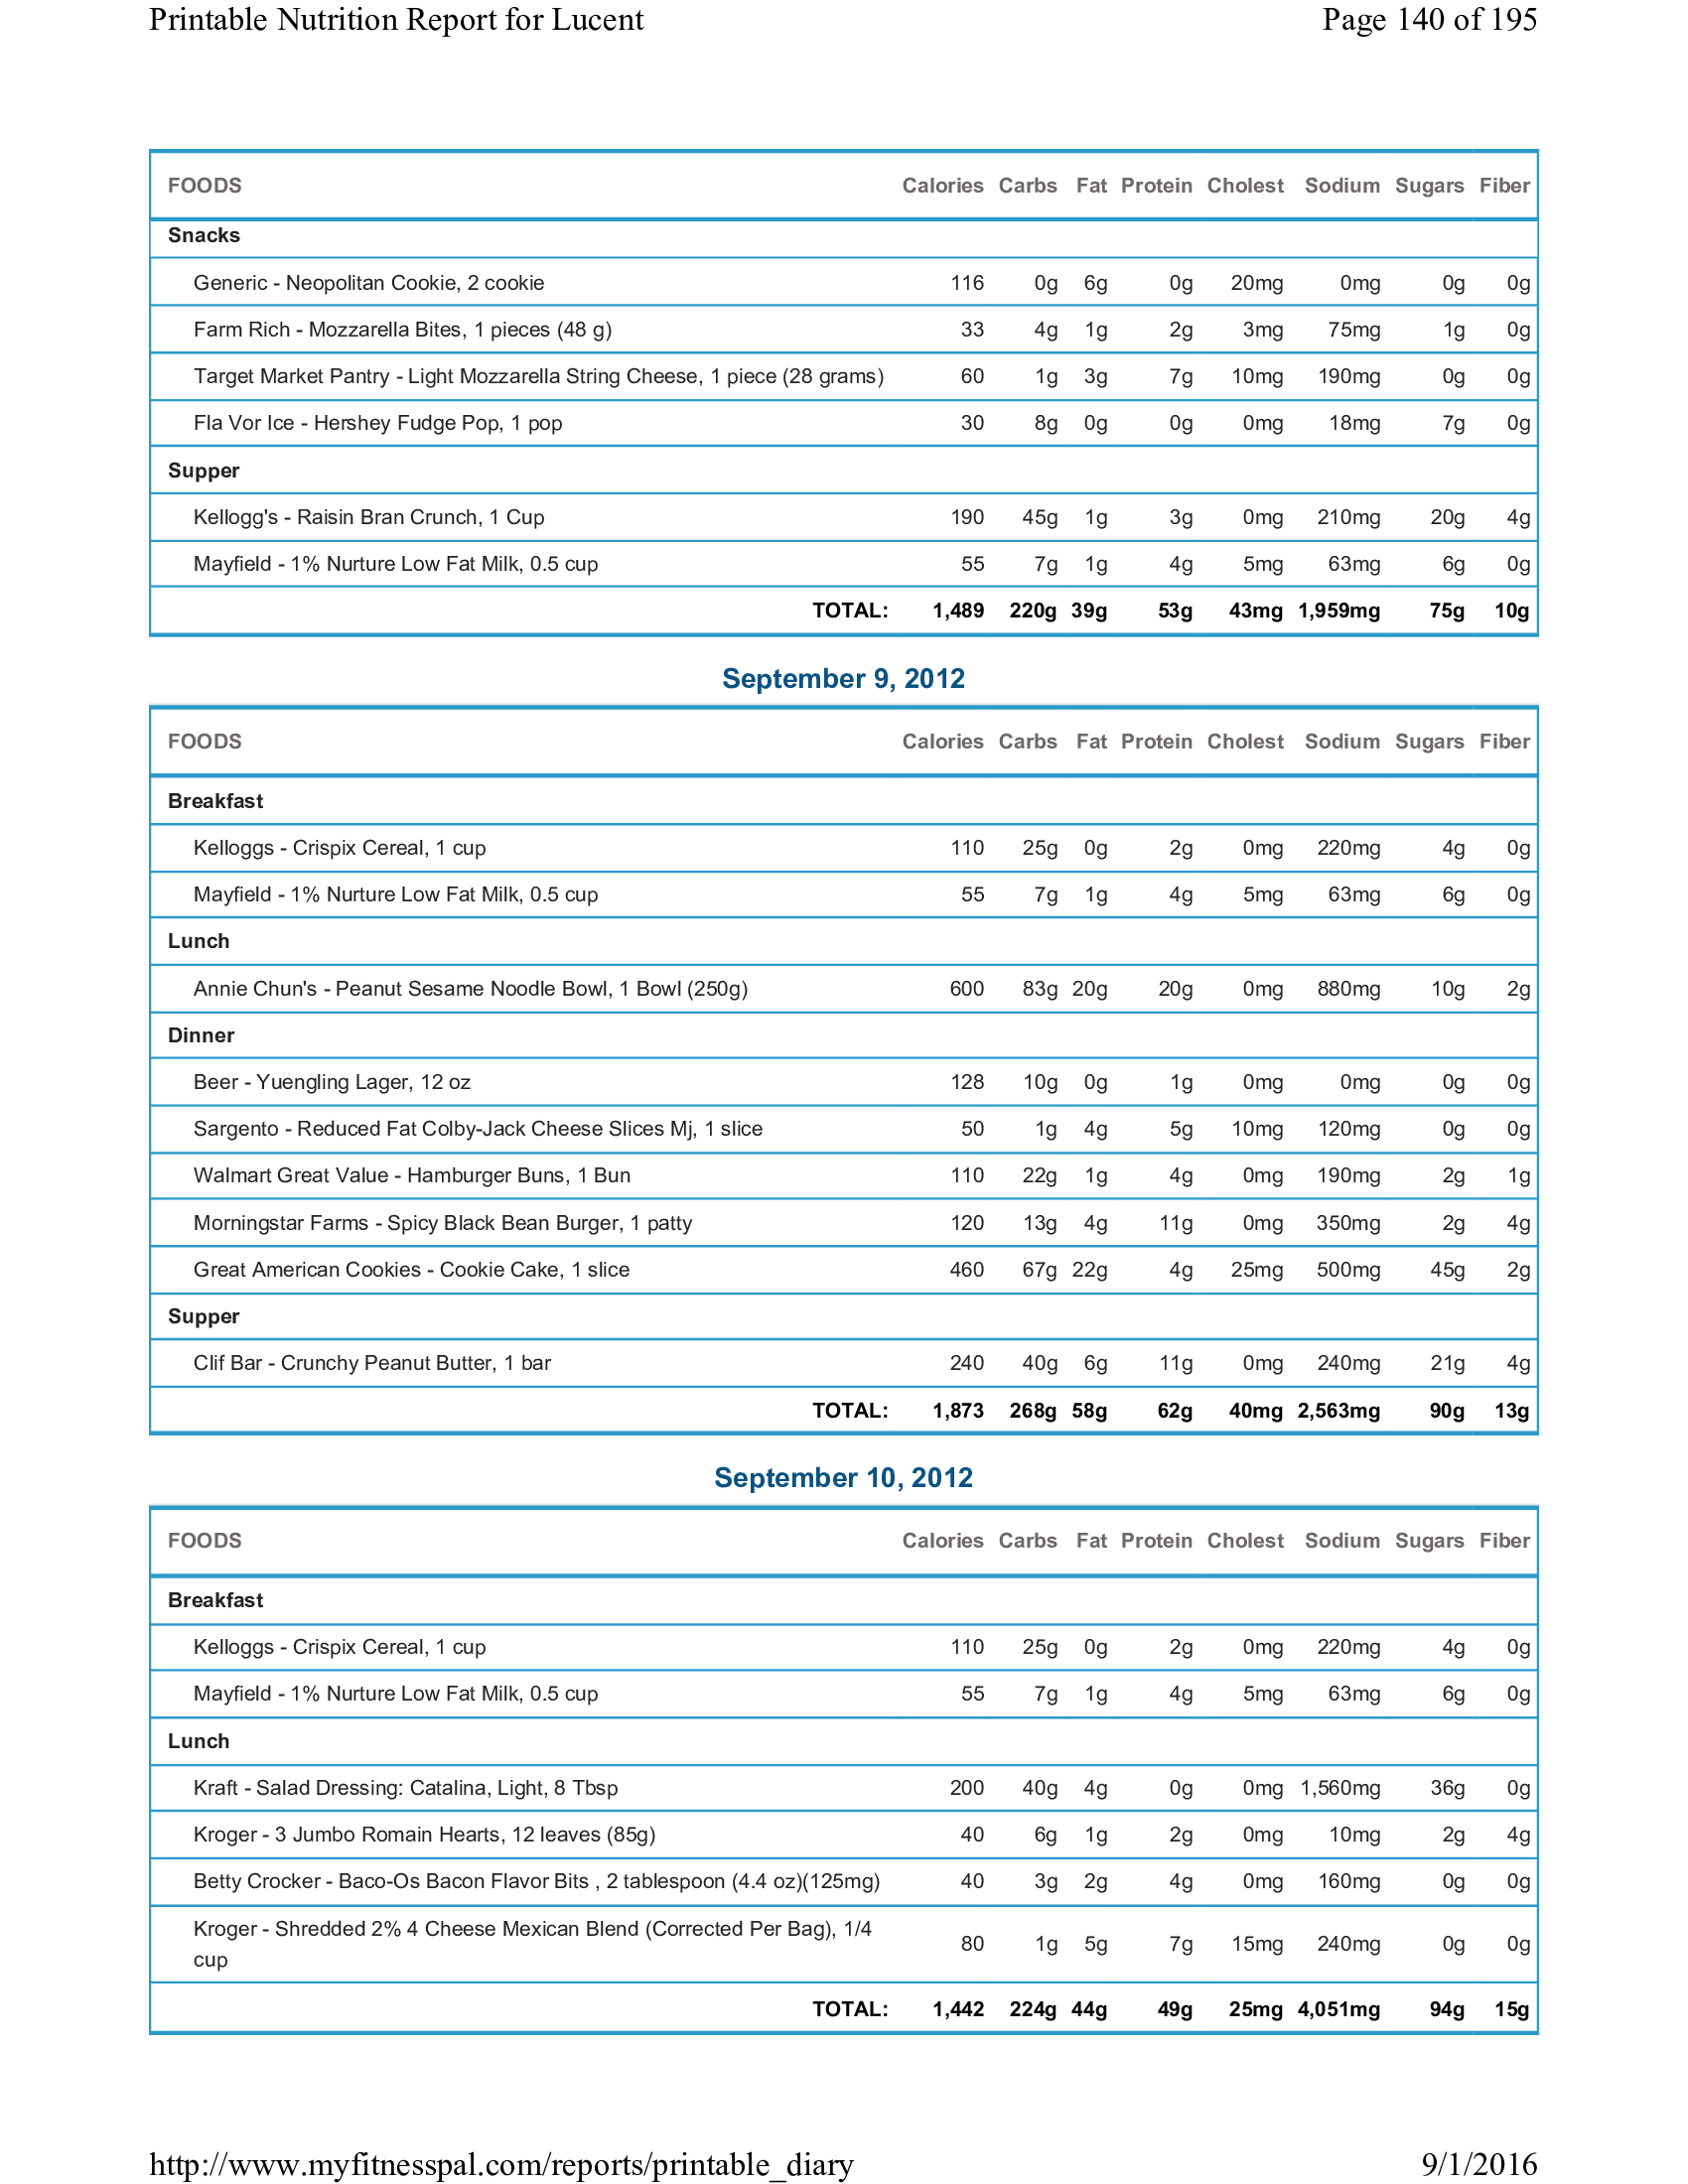 Printable Nutrition Report for Lucent Page 140 of 195
FOODS Calories Carbs Fat Protein Cholest Sodium Sugars Fiber
Snacks
Generic - Neopolitan Cookie, 2 cookie 116 0g 6g 0g 20mg 0mg 0g 0g
Farm Rich - Mozzarella Bites, 1 pieces (48 g) 33 4g 1g 2g 3mg 75mg 1g 0g
Target Market Pantry - Light Mozzarella String Cheese, 1 piece (28 grams) 60 1g 3g 7g 10mg 190mg 0g 0g
Fla Vor Ice - Hershey Fudge Pop, 1 pop 30 8g 0g 0g 0mg 18mg 7g 0g
Supper
Kellogg's - Raisin Bran Crunch, 1 Cup 190 45g 1g 3g 0mg 210mg 20g 4g
Mayfield - 1% Nurture Low Fat Milk, 0.5 cup 55 7g 1g 4g 5mg 63mg 6g 0g
TOTAL: 1,489 220g 39g 53g 43mg 1,959mg 75g 10g
September 9, 2012
FOODS Calories Carbs Fat Protein Cholest Sodium Sugars Fiber
Breakfast
Kelloggs - Crispix Cereal, 1 cup 110 25g 0g 2g 0mg 220mg 4g 0g
Mayfield - 1% Nurture Low Fat Milk, 0.5 cup 55 7g 1g 4g 5mg 63mg 6g 0g
Lunch
Annie Chun's - Peanut Sesame Noodle Bowl, 1 Bowl (250g) 600 83g 20g 20g 0mg 880mg 10g 2g
Dinner
Beer - Yuengling Lager, 12 oz 128 10g 0g 1g 0mg 0mg 0g 0g
Sargento - Reduced Fat Colby-Jack Cheese Slices Mj, 1 slice 50 1g 4g 5g 10mg 120mg 0g 0g
Walmart Great Value - Hamburger Buns, 1 Bun 110 22g 1g 4g 0mg 190mg 2g 1g
Morningstar Farms - Spicy Black Bean Burger, 1 patty 120 13g 4g 11g 0mg 350mg 2g 4g
Great American Cookies - Cookie Cake, 1 slice 460 67g 22g 4g 25mg 500mg 45g 2g
Supper
Clif Bar - Crunchy Peanut Butter, 1 bar 240 40g 6g 11g 0mg 240mg 21g 4g
TOTAL: 1,873 268g 58g 62g 40mg 2,563mg 90g 13g
September 10, 2012
FOODS Calories Carbs Fat Protein Cholest Sodium Sugars Fiber
Breakfast
Kelloggs - Crispix Cereal, 1 cup 110 25g 0g 2g 0mg 220mg 4g 0g
Mayfield - 1% Nurture Low Fat Milk, 0.5 cup 55 7g 1g 4g 5mg 63mg 6g 0g
Lunch
Kraft - Salad Dressing: Catalina, Light, 8 Tbsp 200 40g 4g 0g 0mg 1,560mg 36g 0g
Kroger - 3 Jumbo Romain Hearts, 12 leaves (85g) 40 6g 1g 2g 0mg 10mg 2g 4g
Betty Crocker - Baco-Os Bacon Flavor Bits , 2 tablespoon (4.4 oz)(125mg) 40 3g 2g 4g 0mg 160mg 0g 0g
Kroger - Shredded 2% 4 Cheese Mexican Blend (Corrected Per Bag), 1/4
cup 80 1g 5g 7g 15mg 240mg 0g 0g
TOTAL: 1,442 224g 44g 49g 25mg 4,051mg 94g 15g
http://www.myfitnesspal.com/reports/printable_diary 9/1/2016